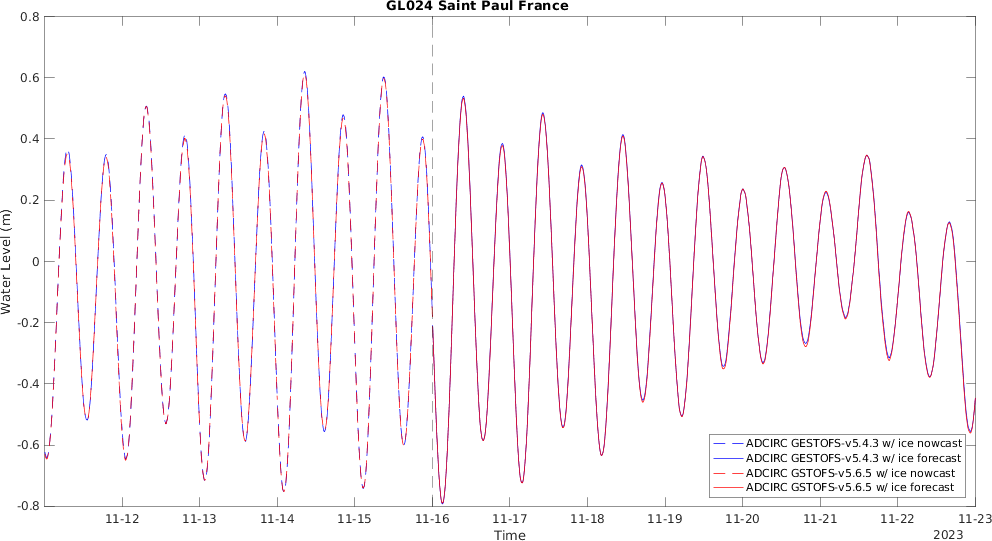 GL024 Saint Paul France
0.8
0.6
0.4
0.2
0
-0.2
-0.4
-0.6
-0.8
Water Level (m)
ADCIRC GESTOFS-v5.4.3 w/ ice nowcast
ADCIRC GESTOFS-v5.4.3 w/ ice forecast
ADCIRC GSTOFS-v5.6.5 w/ ice nowcast
ADCIRC GSTOFS-v5.6.5 w/ ice forecast
11-12 11-13 11-14 11-15 11-16 11-17 11-18 11-19 11-20 11-21 11-22 11-23
Time
2023